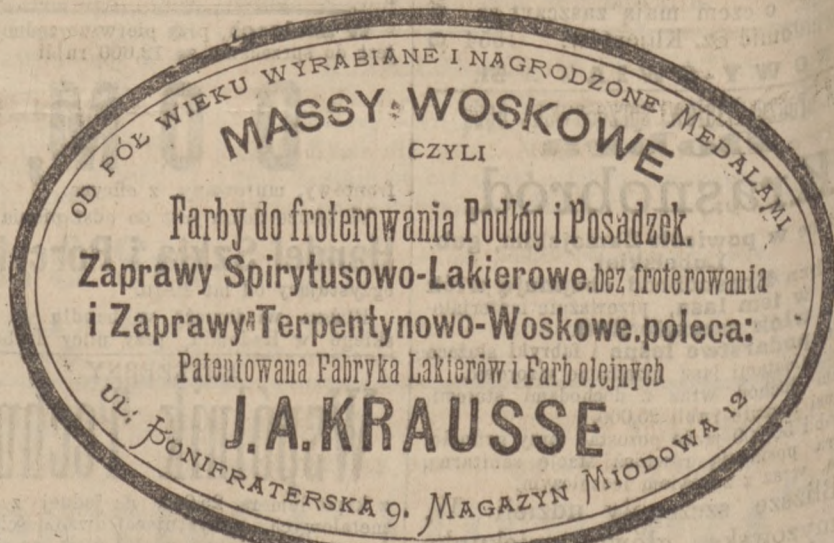 OD PÓŁ WIEKU WYRABIANE I NAGRODZONE MEDALAMI
MASSY WOSKOWE
CZYLI
Farby do froterowania Podłóg i Posadzek.
Zaprawy Spirytusowo-Lakierowe.bez froterowania
i Zaprawy Terpentynowo-Woskowe.poleca:
Patentowana Fabryka Lakierów i Farb olejnych
J.A.KRAUSSE
UL: BONIFRATERSKA 9. MAGAZYN MIODOWA 12